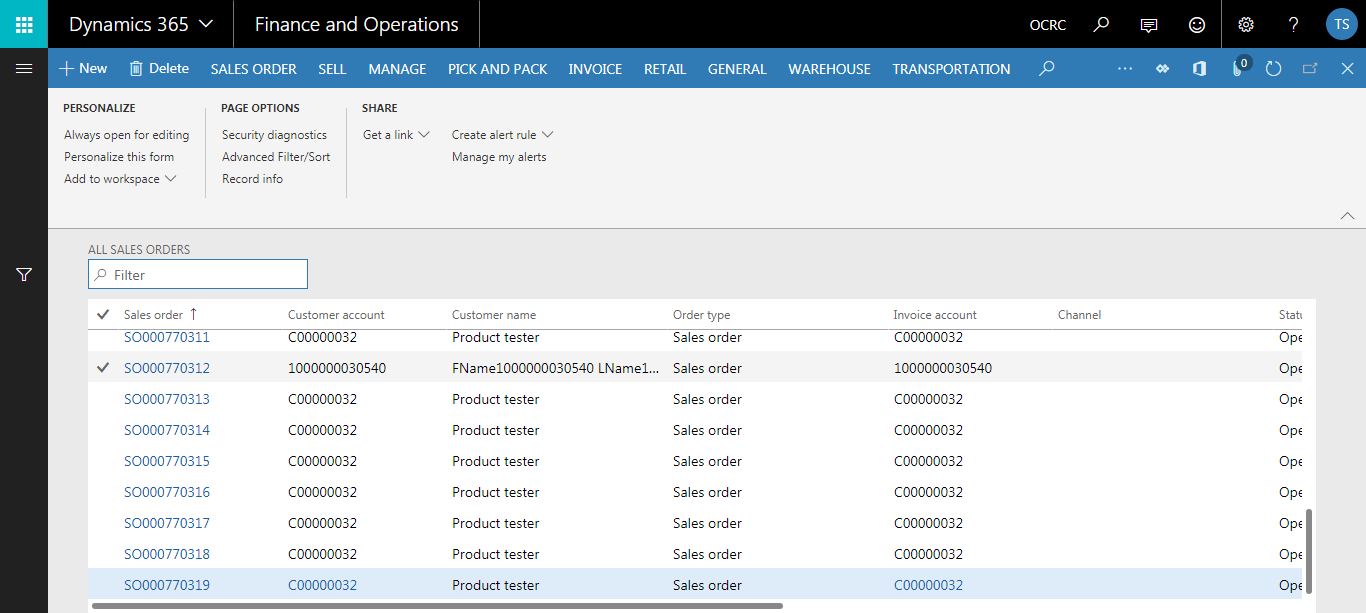 Dynamics 365 Finance and Operations OCRC ? TS
New Delete SALES ORDER SELL MANAGE PICK AND PACK INVOICE RETAIL GENERAL WAREHOUSE TRANSPORTATION ... 0
PERSONALIZE PAGE OPTIONS SHARE
Always open for editing Security diagnostics Get a link Create alert rule
Personalize this form Advanced Filter/Sort Manage my alerts
Add to workspace Record info
ALL SALES ORDERS
Filter
Sales order ↑ Customer account Customer name Order type Invoice account Channel Statu
SO000770311 C00000032 Product tester Sales order C00000032 Ope
SO000770312 1000000030540 FName1000000030540 LName1... Sales order 1000000030540 Ope
SO000770313 C00000032 Product tester Sales order C00000032 Ope
SO000770314 C00000032 Product tester Sales order C00000032 Ope
SO000770315 C00000032 Product tester Sales order C00000032 Ope
SO000770316 C00000032 Product tester Sales order C00000032 Ope
SO000770317 C00000032 Product tester Sales order C00000032 Ope
SO000770318 C00000032 Product tester Sales order C00000032 Ope
SO000770319 C00000032 Product tester Sales order C00000032 Ope